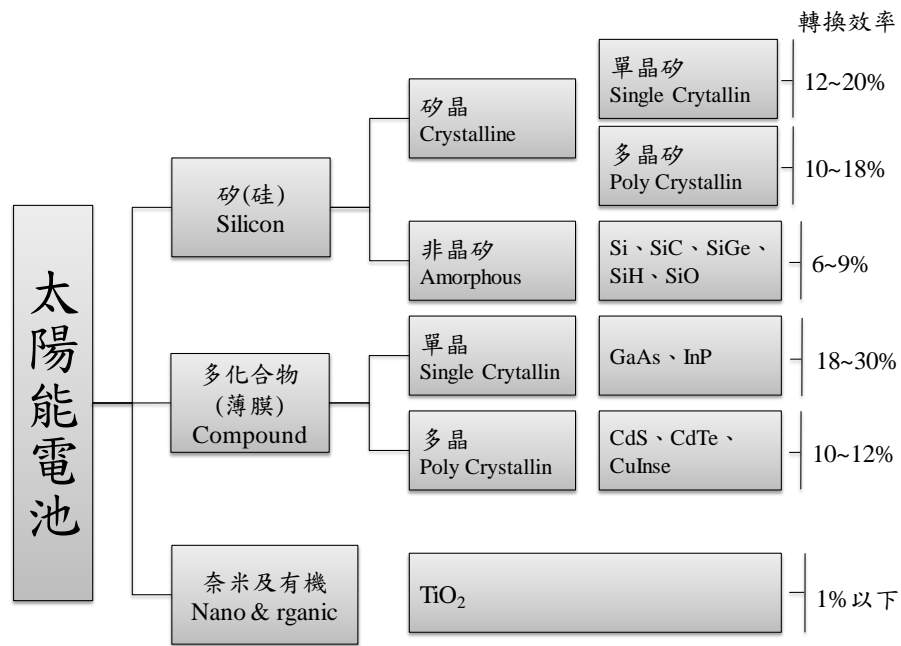 轉換效率
太陽能電池
矽(硅)
Silicon
矽晶
Crystalline
單晶矽
Single Crytallin
12~20%
多晶矽
Poly Crystallin
10~18%
非晶矽
Amorphous
Si、SiC、SiGe、
SiH、SiO
6~9%
多化合物
(薄膜)
Compound
單晶
Single Crytallin
GaAs、InP
18~30%
多晶
Poly Crystallin
CdS、CdTe、
CuInse
10~12%
奈米及有機
Nano & rganic
TiO₂
1%以下